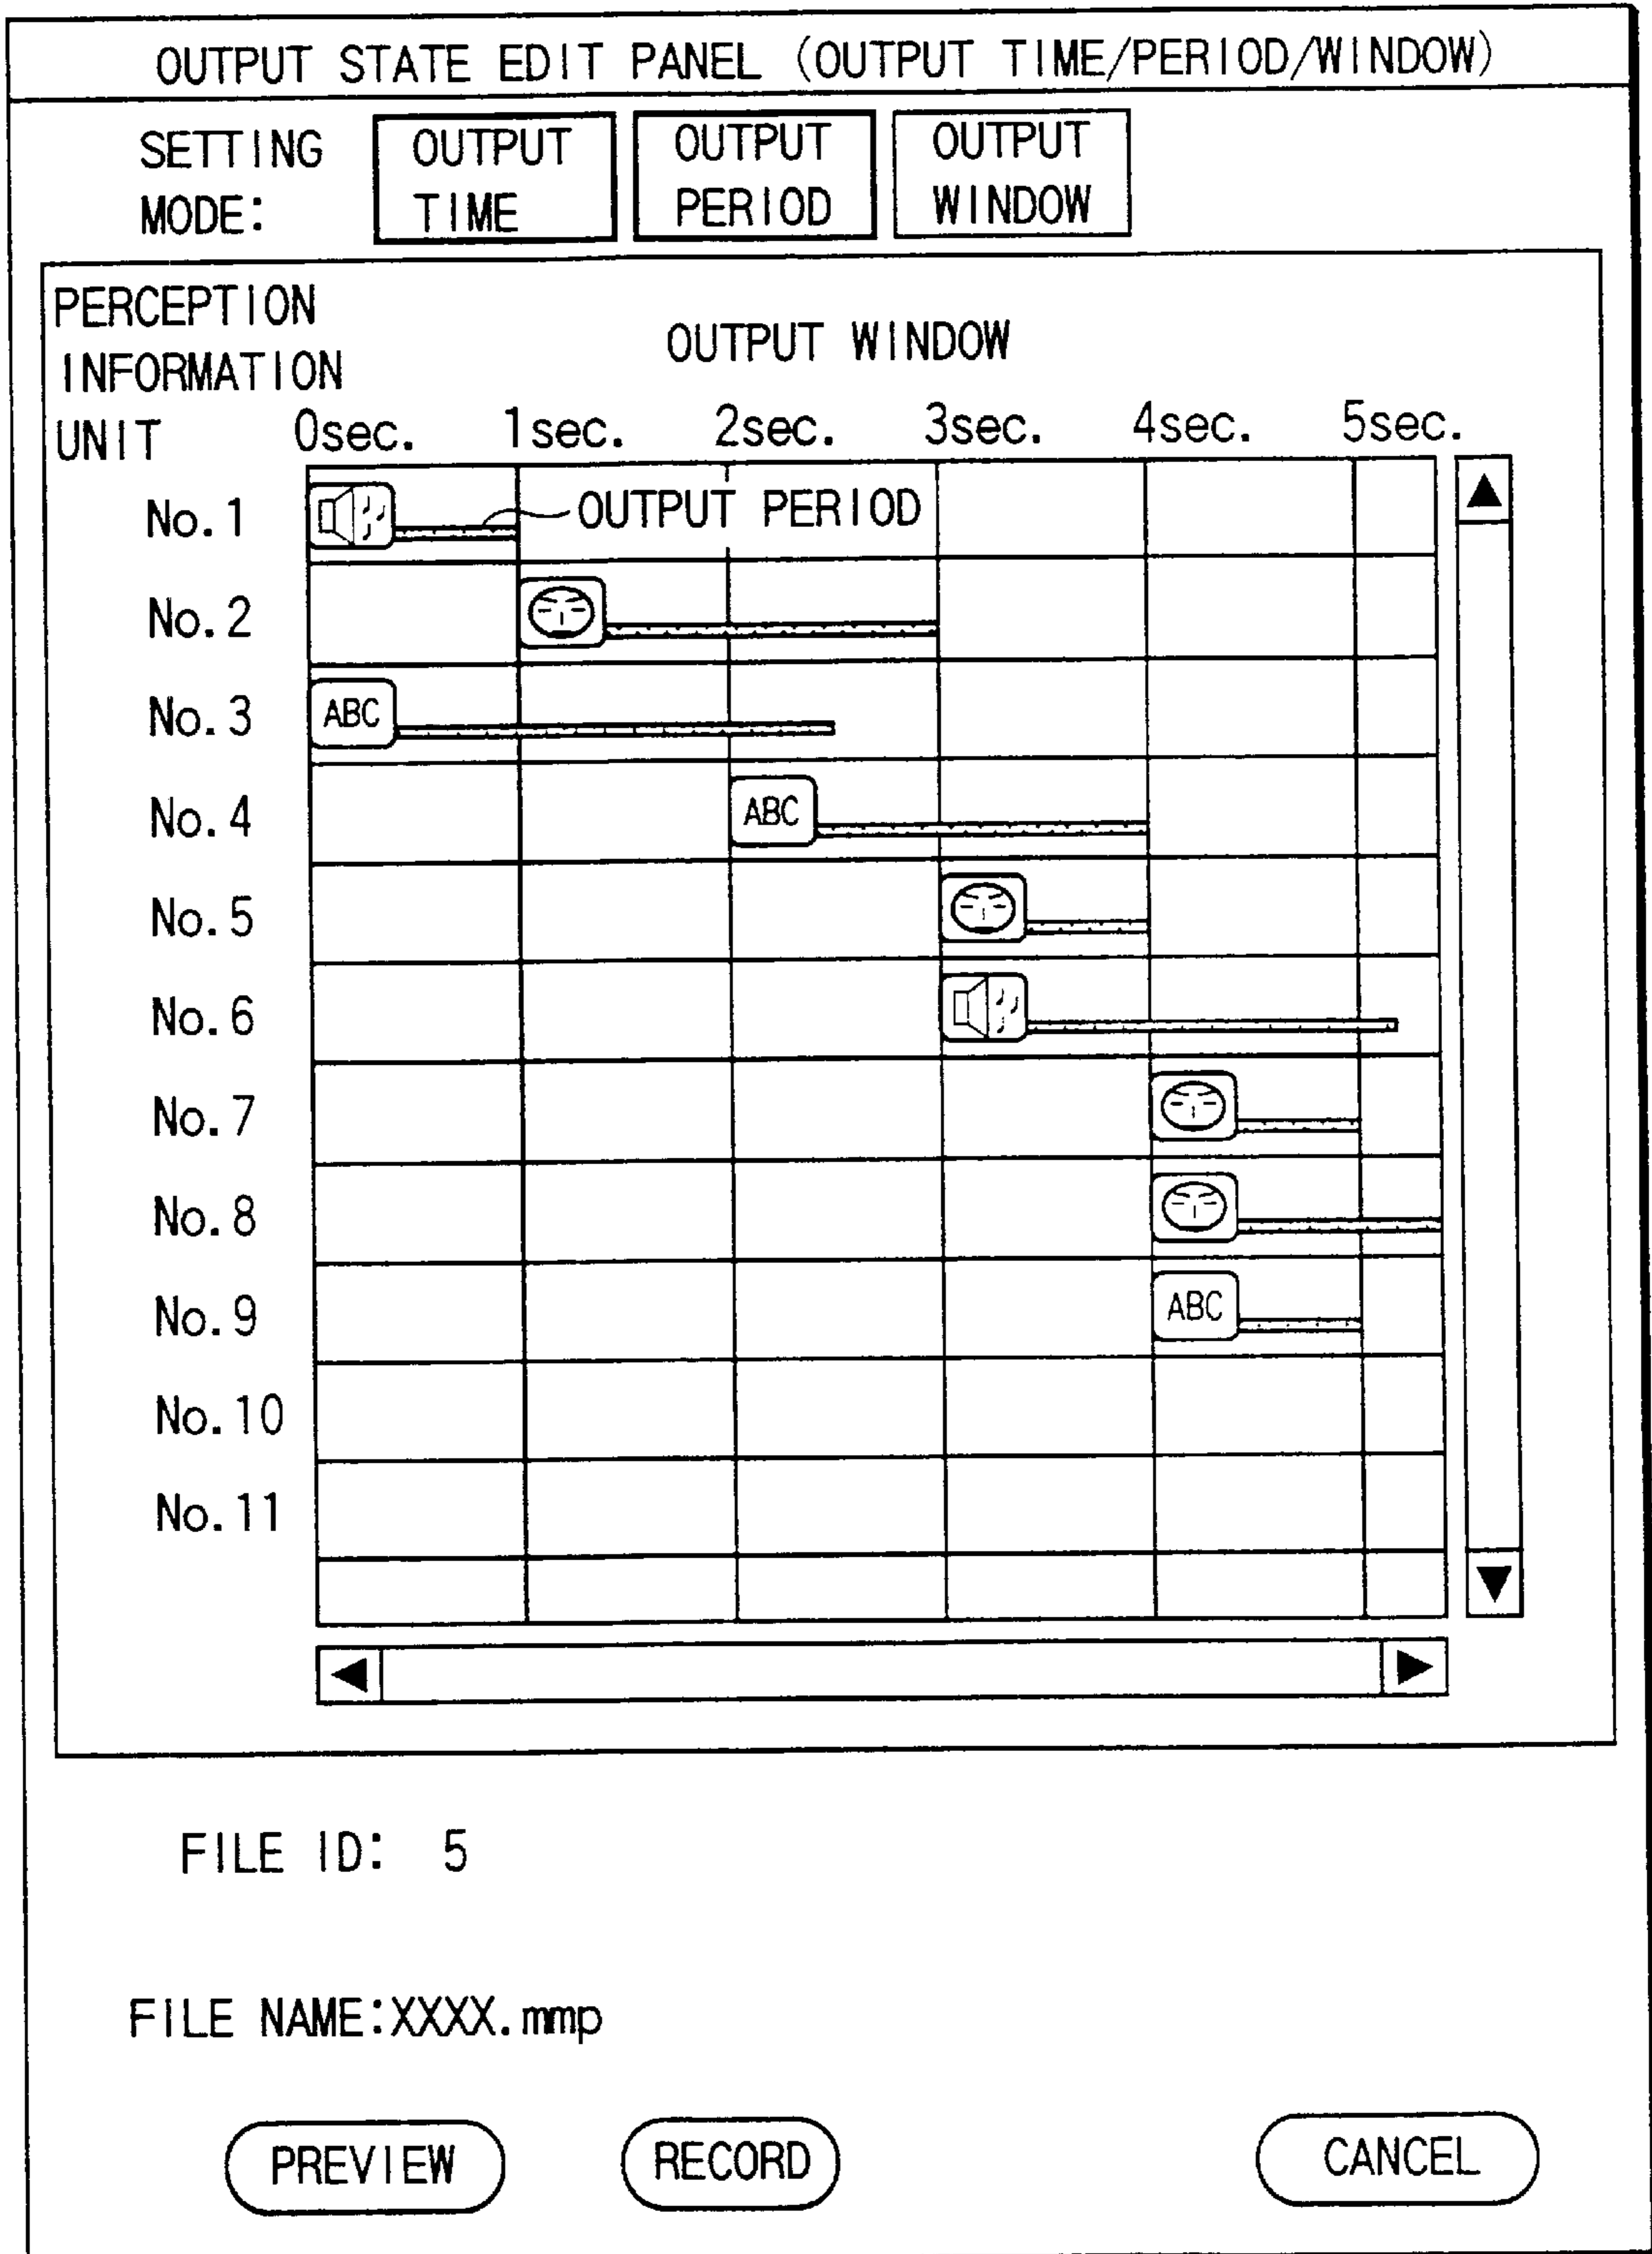 OUTPUT STATE EDIT PANEL (OUTPUT TIME/PERIOD/WINDOW)
SETTING
MODE:
OUTPUT
TIME
OUTPUT
PERIOD
OUTPUT
WINDOW
PERCEPTION
INFORMATION
UNIT
OUTPUT WINDOW
0sec. 1sec. 2sec. 3sec. 4sec. 5sec.
No.1 OUTPUT PERIOD
No.2
No.3 ABC
No.4 ABC
No.5
No.6
No.7
No.8
No.9 ABC
No.10
No.11
FILE ID: 5
FILE NAME:XXXX.mmp
PREVIEW RECORD CANCEL